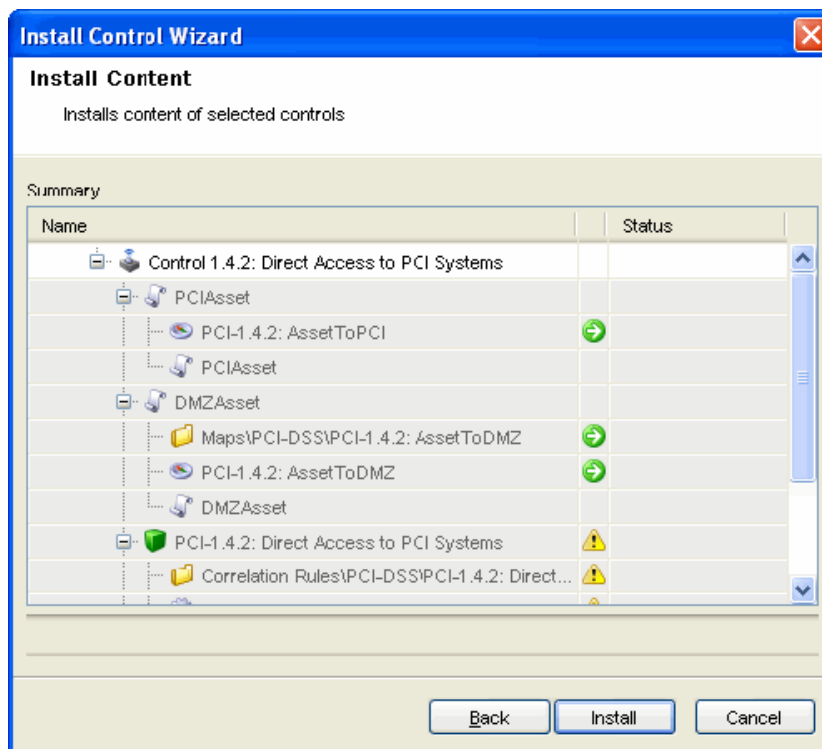 Install Control Wizard
Install Content
Installs content of selected controls
Summary
Name Status
Control 1.4.2: Direct Access to PCI Systems
PCIAsset
PCI-1.4.2: AssetToPCI
PCIAsset
DMZAsset
Maps\PCI-DSS\PCI-1.4.2: AssetToDMZ
PCI-1.4.2: AssetToDMZ
DMZAsset
PCI-1.4.2: Direct Access to PCI Systems
Correlation Rules\PCI-DSS\PCI-1.4.2: Direct...
Back Install Cancel